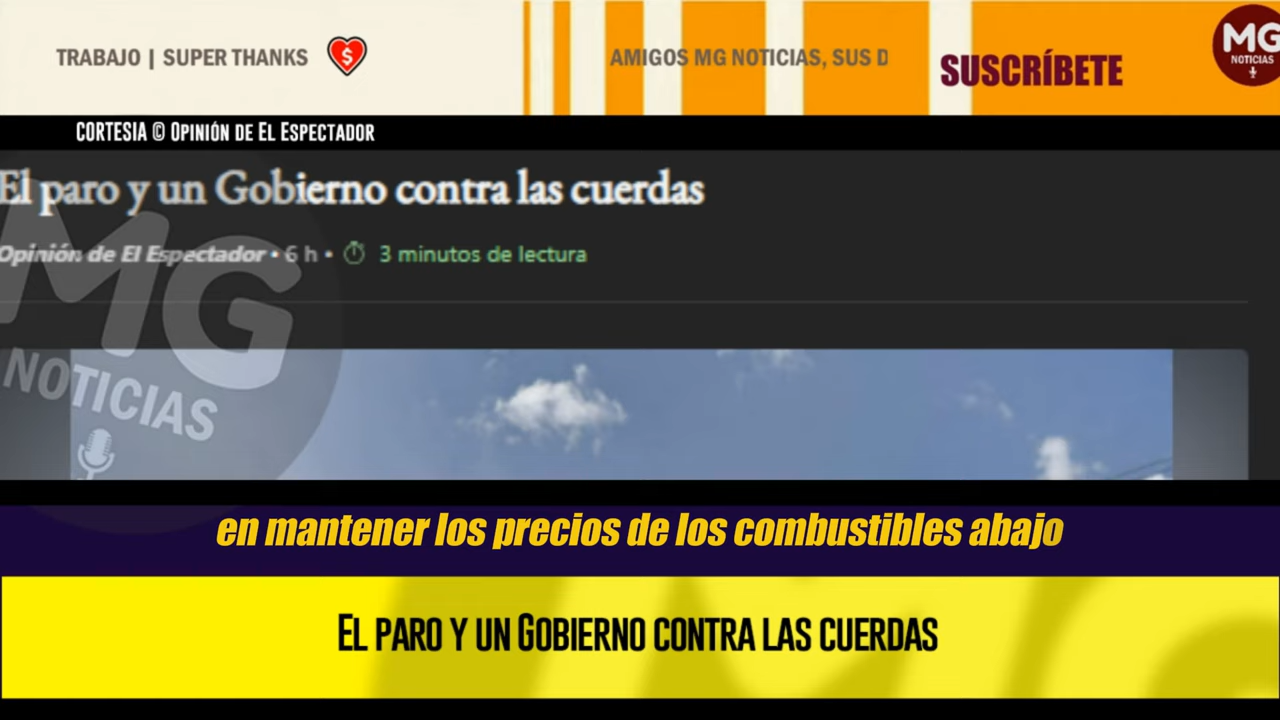 TRABAJO | SUPER THANKS
AMIGOS MG NOTICIAS, SUS D
SUSCRÍBETE
MG
NOTICIAS
CORTESIA © OPINIÓN DE EL ESPECTADOR
El paro y un Gobierno contra las cuerdas
Opinión de El Espectador • 6 h • 3 minutos de lectura
MG
NOTICIAS
en mantener los precios de los combustibles abajo
EL PARO Y UN GOBIERNO CONTRA LAS CUERDAS